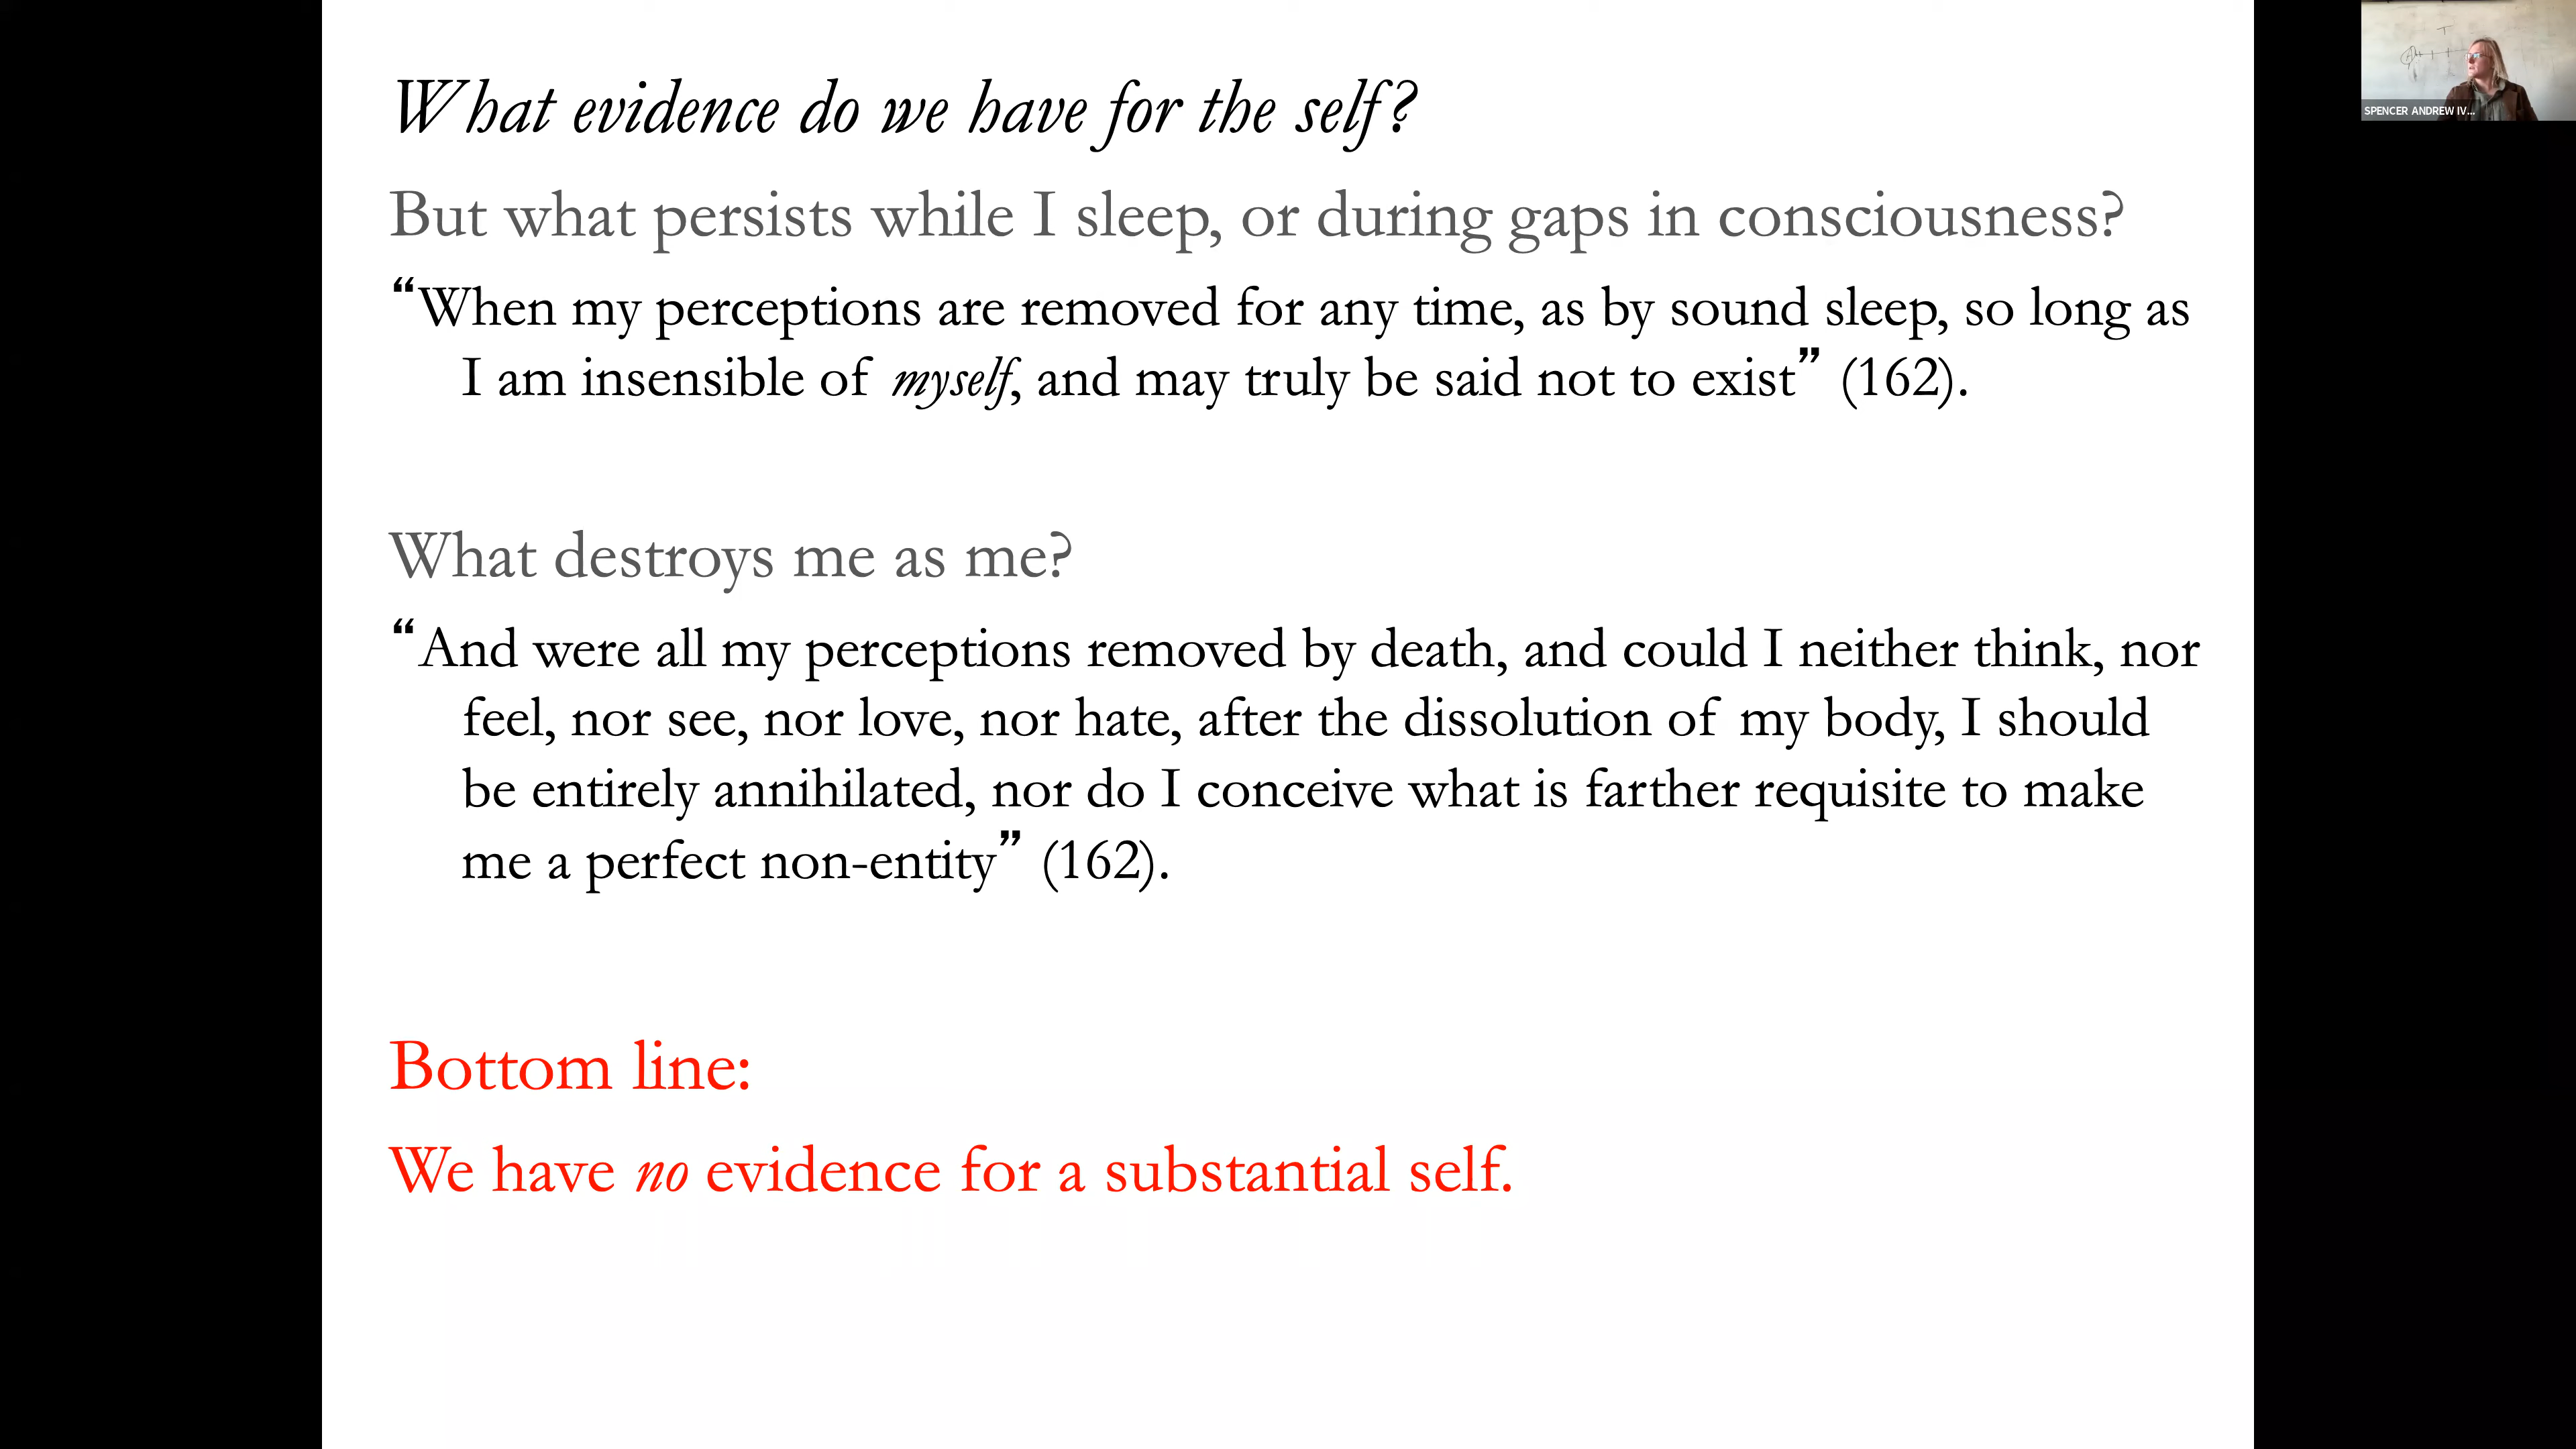 What evidence do we have for the self?
SPENCER ANDREW IV...
But what persists while I sleep, or during gaps in consciousness?
“When my perceptions are removed for any time, as by sound sleep, so long as
I am insensible of myself, and may truly be said not to exist” (162).
What destroys me as me?
“And were all my perceptions removed by death, and could I neither think, nor
feel, nor see, nor love, nor hate, after the dissolution of my body, I should
be entirely annihilated, nor do I conceive what is farther requisite to make
me a perfect non-entity” (162).
Bottom line:
We have no evidence for a substantial self.